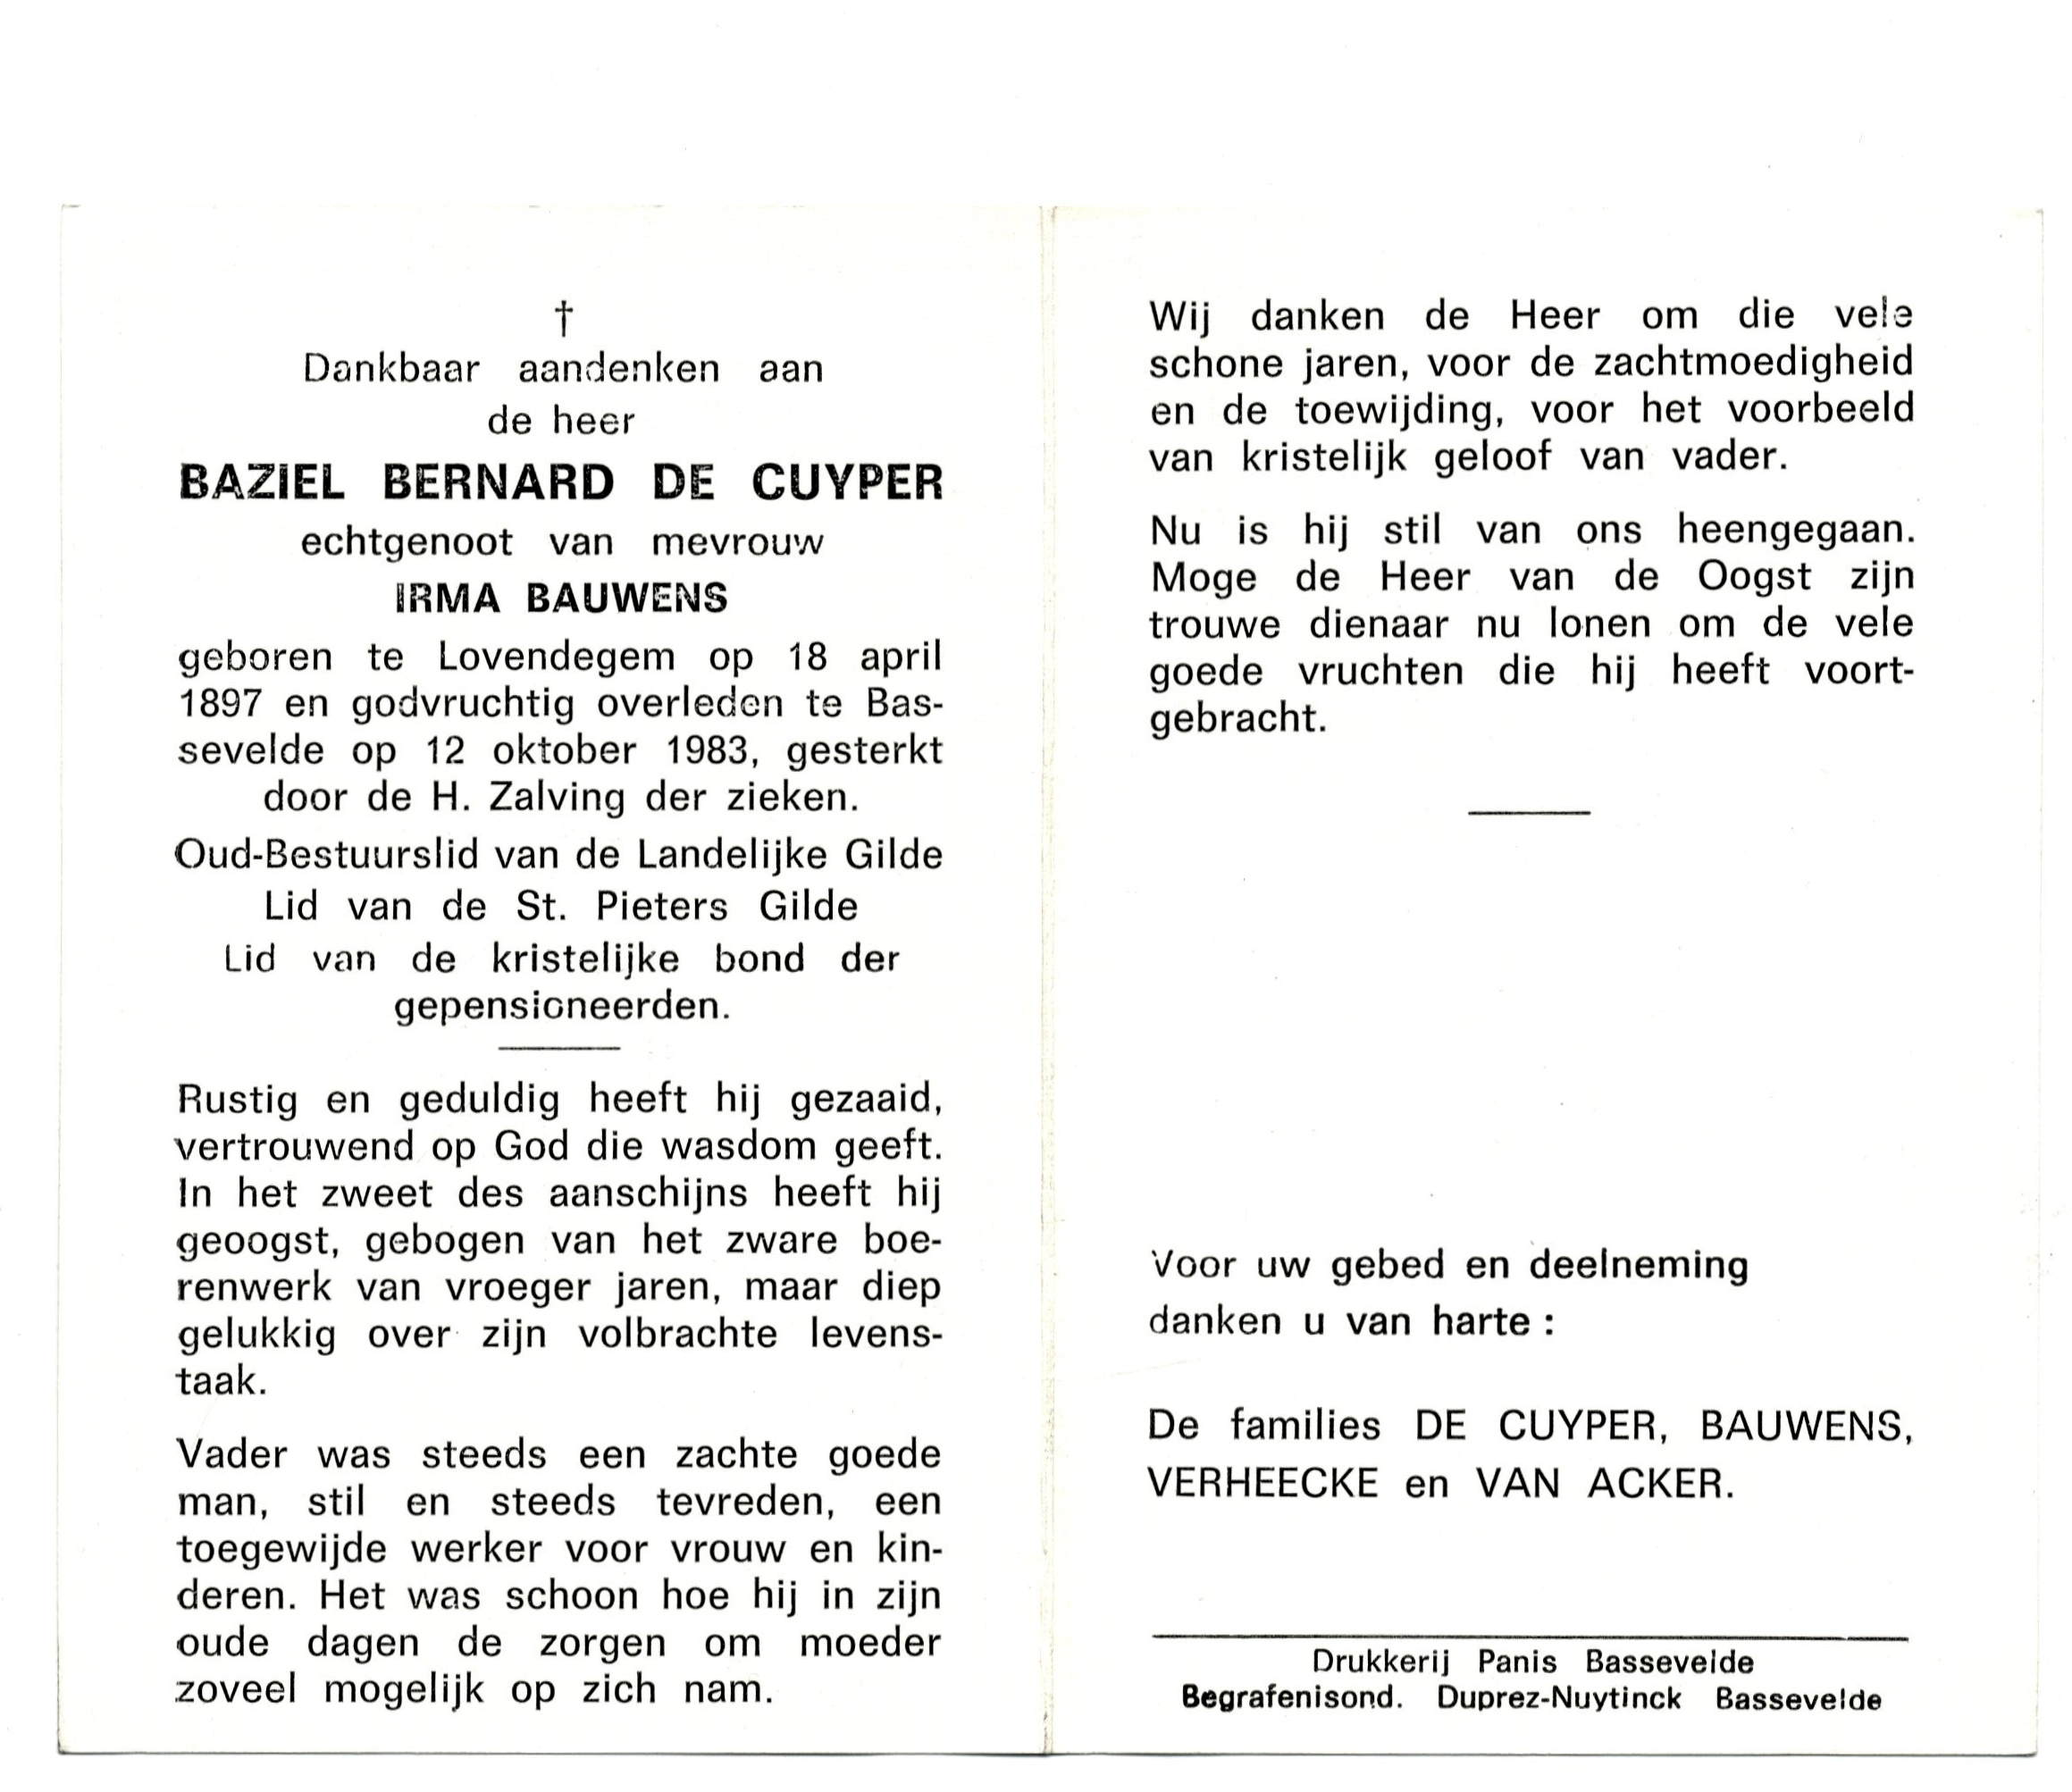 †
Dankbaar aandenken aan
de heer
BAZIEL BERNARD DE CUYPER
echtgenoot van mevrouw
IRMA BAUWENS
geboren te Lovendegem op 18 april
1897 en godvruchtig overleden te Bas-
sevelde op 12 oktober 1983, gesterkt
door de H. Zalving der zieken.
Oud-Bestuurslid van de Landelijke Gilde
Lid van de St. Pieters Gilde
Lid van de kristelijke bond der
gepensioneerden.
Rustig en geduldig heeft hij gezaaid,
vertrouwend op God die wasdom geeft.
In het zweet des aanschijns heeft hij
geoogst, gebogen van het zware boe-
renwerk van vroeger jaren, maar diep
gelukkig over zijn volbrachte levens-
taak.
Vader was steeds een zachte goede
man, stil en steeds tevreden, een
toegewijde werker voor vrouw en kin-
deren. Het was schoon hoe hij in zijn
oude dagen de zorgen om moeder
zoveel mogelijk op zich nam.
Wij danken de Heer om die vele
schone jaren, voor de zachtmoedigheid
en de toewijding, voor het voorbeeld
van kristelijk geloof van vader.
Nu is hij stil van ons heengegaan.
Moge de Heer van de Oogst zijn
trouwe dienaar nu lonen om de vele
goede vruchten die hij heeft voort-
gebracht.
Voor uw gebed en deelneming
danken u van harte :
De families DE CUYPER, BAUWENS,
VERHEECKE en VAN ACKER.
Drukkerij Panis Bassevelde
Begrafenisond. Duprez-Nuytinck Bassevelde